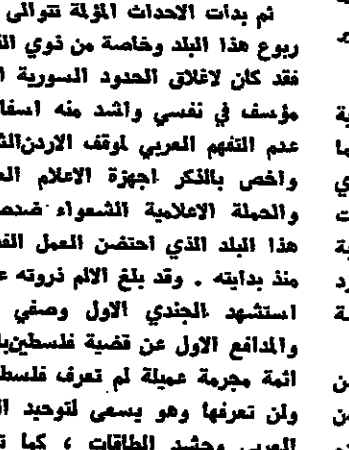 ثم بدأت الاحداث المؤلمة تتوالى
ربوع هذا البلد وخاصة من ذوي
فقد كان لاغلاق الحدود السورية
مؤسف في نفسي واشد منه
عدم التفهم العربي لموقف الاردن
واخص بالذكر اجهزة الاعلام
والحملة الاعلامية الشعواء ضد
هذا البلد الذي احتضن العمل
منذ بدايته . وقد بلغ الالم ذروته
استشهد الجندي الاول وصفي
والمدافع الاول عن قضية فلسطين
اثمة مجرمة عميلة لم تعرف
ولن تعرفها وهو يسعى لتوحيد
العربي وحشد الطاقات ، كما